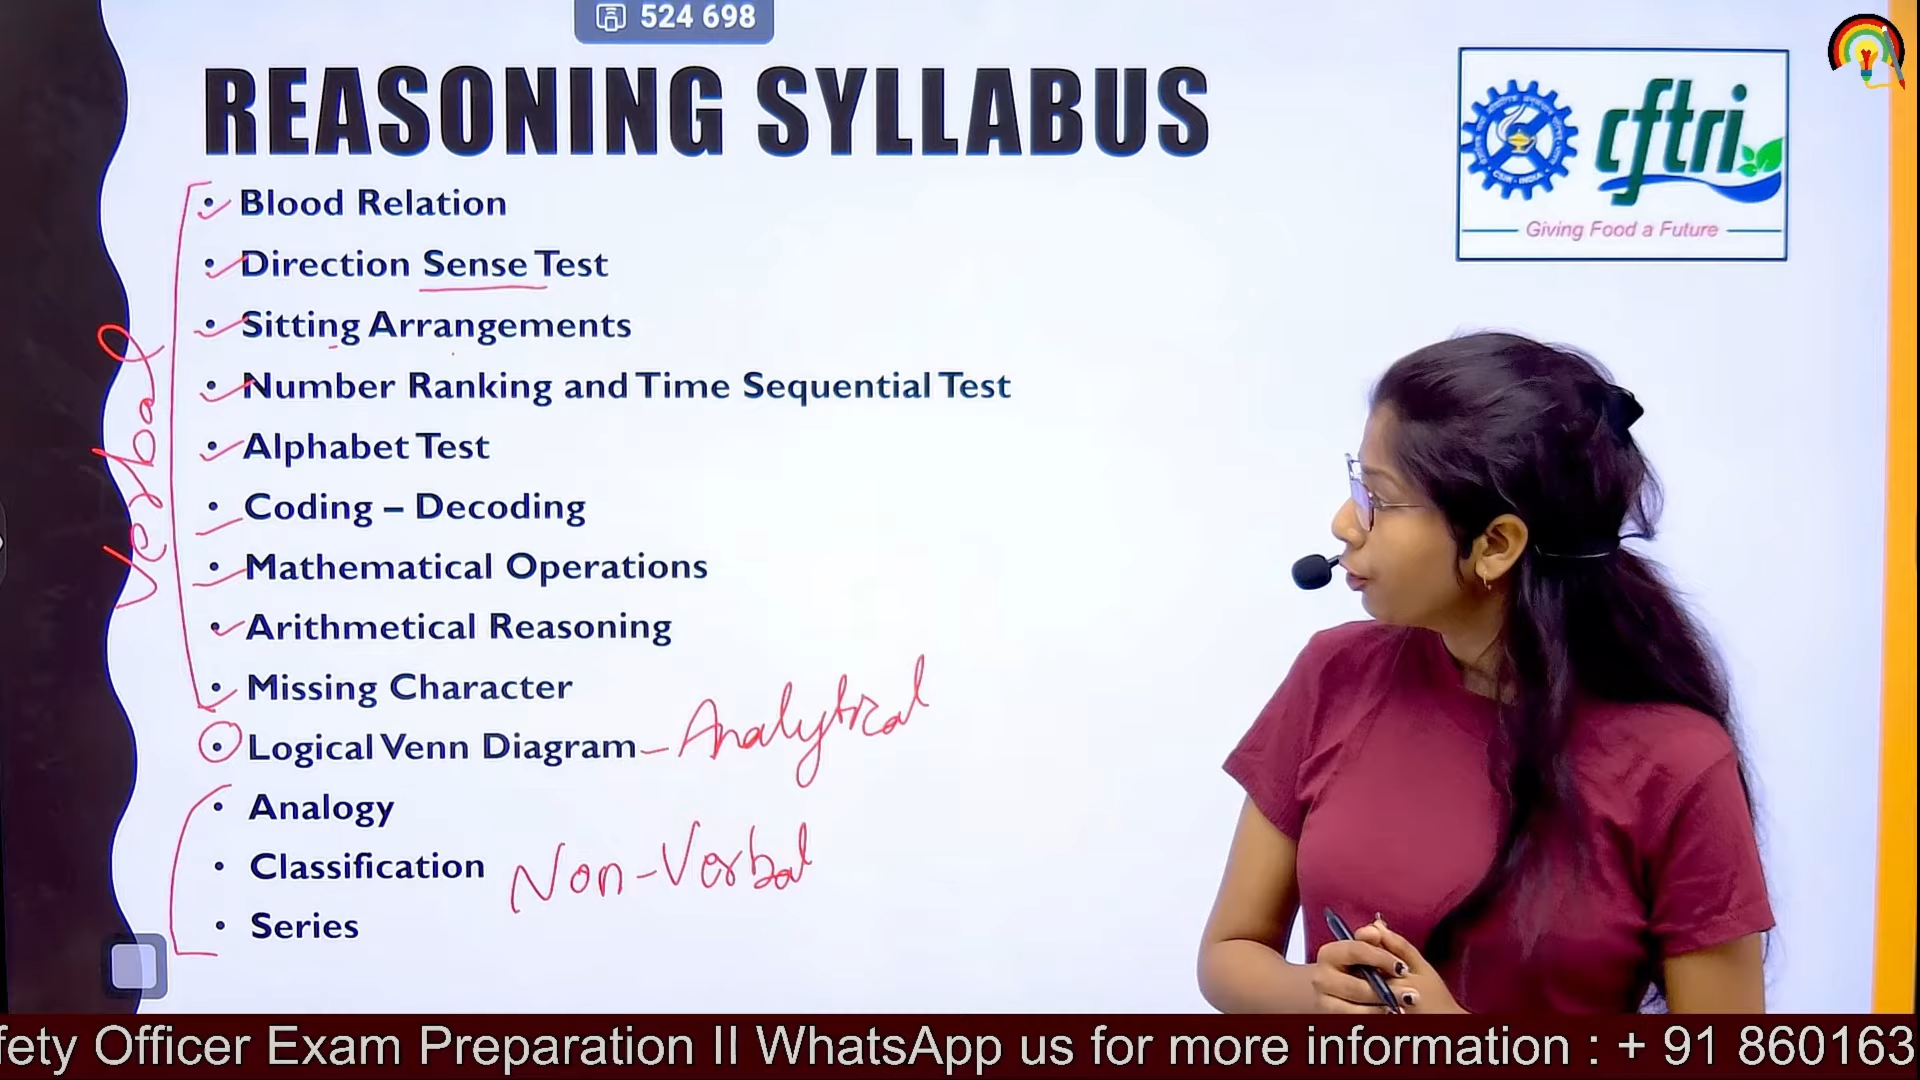 524 698
REASONING SYLLABUS
cftri
CSIR - INDIA
Giving Food a Future
• Blood Relation
• Direction Sense Test
• Sitting Arrangements
• Number Ranking and Time Sequential Test
• Alphabet Test
• Coding – Decoding
• Mathematical Operations
• Arithmetical Reasoning
• Missing Character
Verbal
• Logical Venn Diagram – Analytical
• Analogy
• Classification
• Series
Non-Verbal
fety Officer Exam Preparation II WhatsApp us for more information : + 91 860163